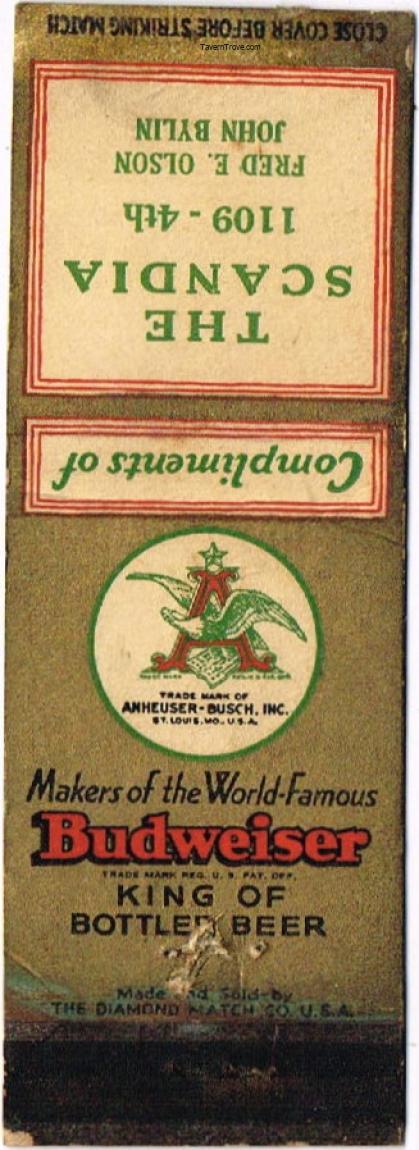 CLOSE COVER BEFORE STRIKING MATCH
TavernTrove.com
Compliments of
THE
SCANDIA
1109 - 4th
FRED E. OLSON
JOHN BYLIN
A
TRADE MARK OF
ANHEUSER-BUSCH, INC.
ST. LOUIS, MO., U.S.A.
Makers of the World-Famous
Budweiser
TRADE MARK REG. U. S. PAT. OFF.
KING OF
BOTTLED BEER
Made and Sold by
THE DIAMOND MATCH CO. U.S.A.